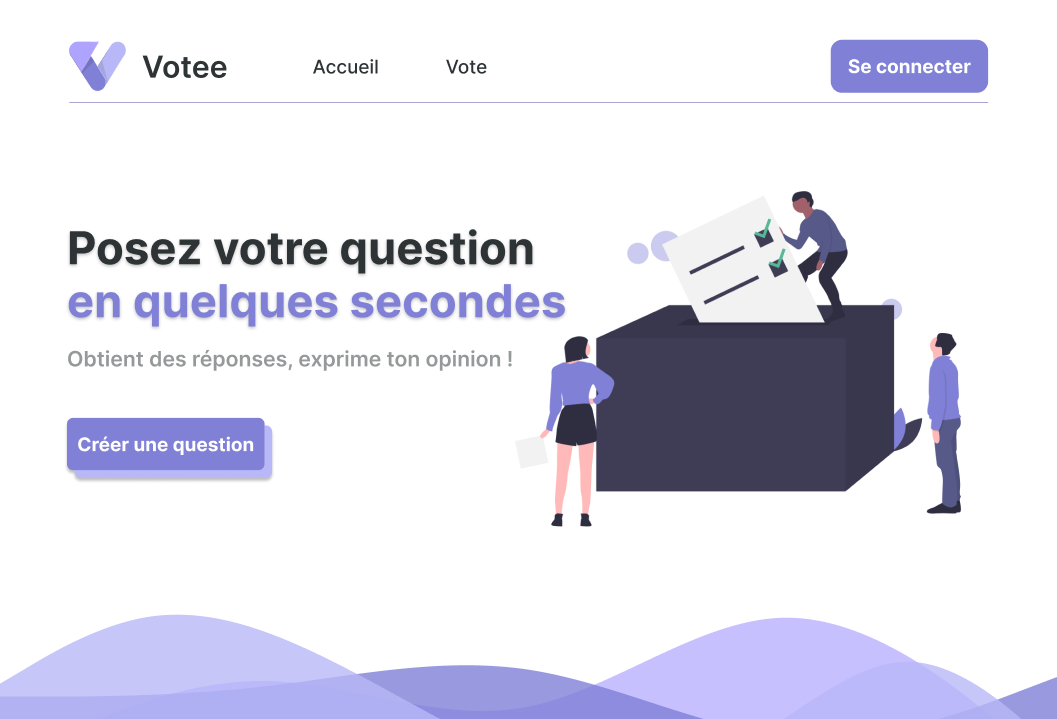 Votee
Accueil
Vote
Se connecter
Posez votre question
en quelques secondes
Obtient des réponses, exprime ton opinion !
Créer une question